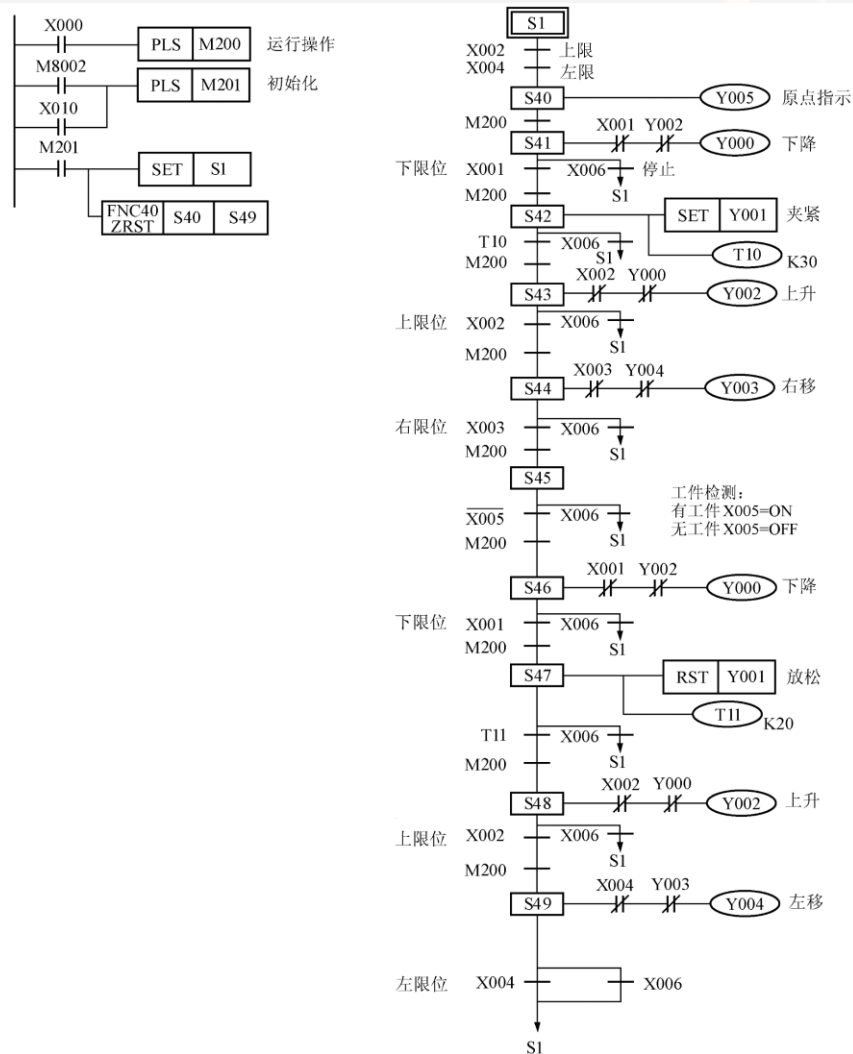 X000
PLS M200 运行操作
M8002
PLS M201 初始化
X010
M201
SET S1
FNC40
ZRST S40 S49
S1
X002 上限
X004 左限
S40 Y005 原点指示
M200 X001 Y002
S41 Y000 下降
下限位 X001 X006 停止
M200 S1
S42 SET Y001 夹紧
T10 X006 T10 K30
M200 S1 X002 Y000
S43 Y002 上升
上限位 X002 X006
S1
M200 X003 Y004
S44 Y003 右移
右限位 X003 X006
M200 S1
S45
工件检测：
X005 X006 有工件X005=ON
无工件X005=OFF
M200 S1
X001 Y002
S46 Y000 下降
下限位 X001 X006
M200 S1
S47 RST Y001 放松
T11 K20
T11 X006
M200 S1
X002 Y000
S48 Y002 上升
上限位 X002 X006
M200 S1
X004 Y003
S49 Y004 左移
左限位 X004 X006
S1